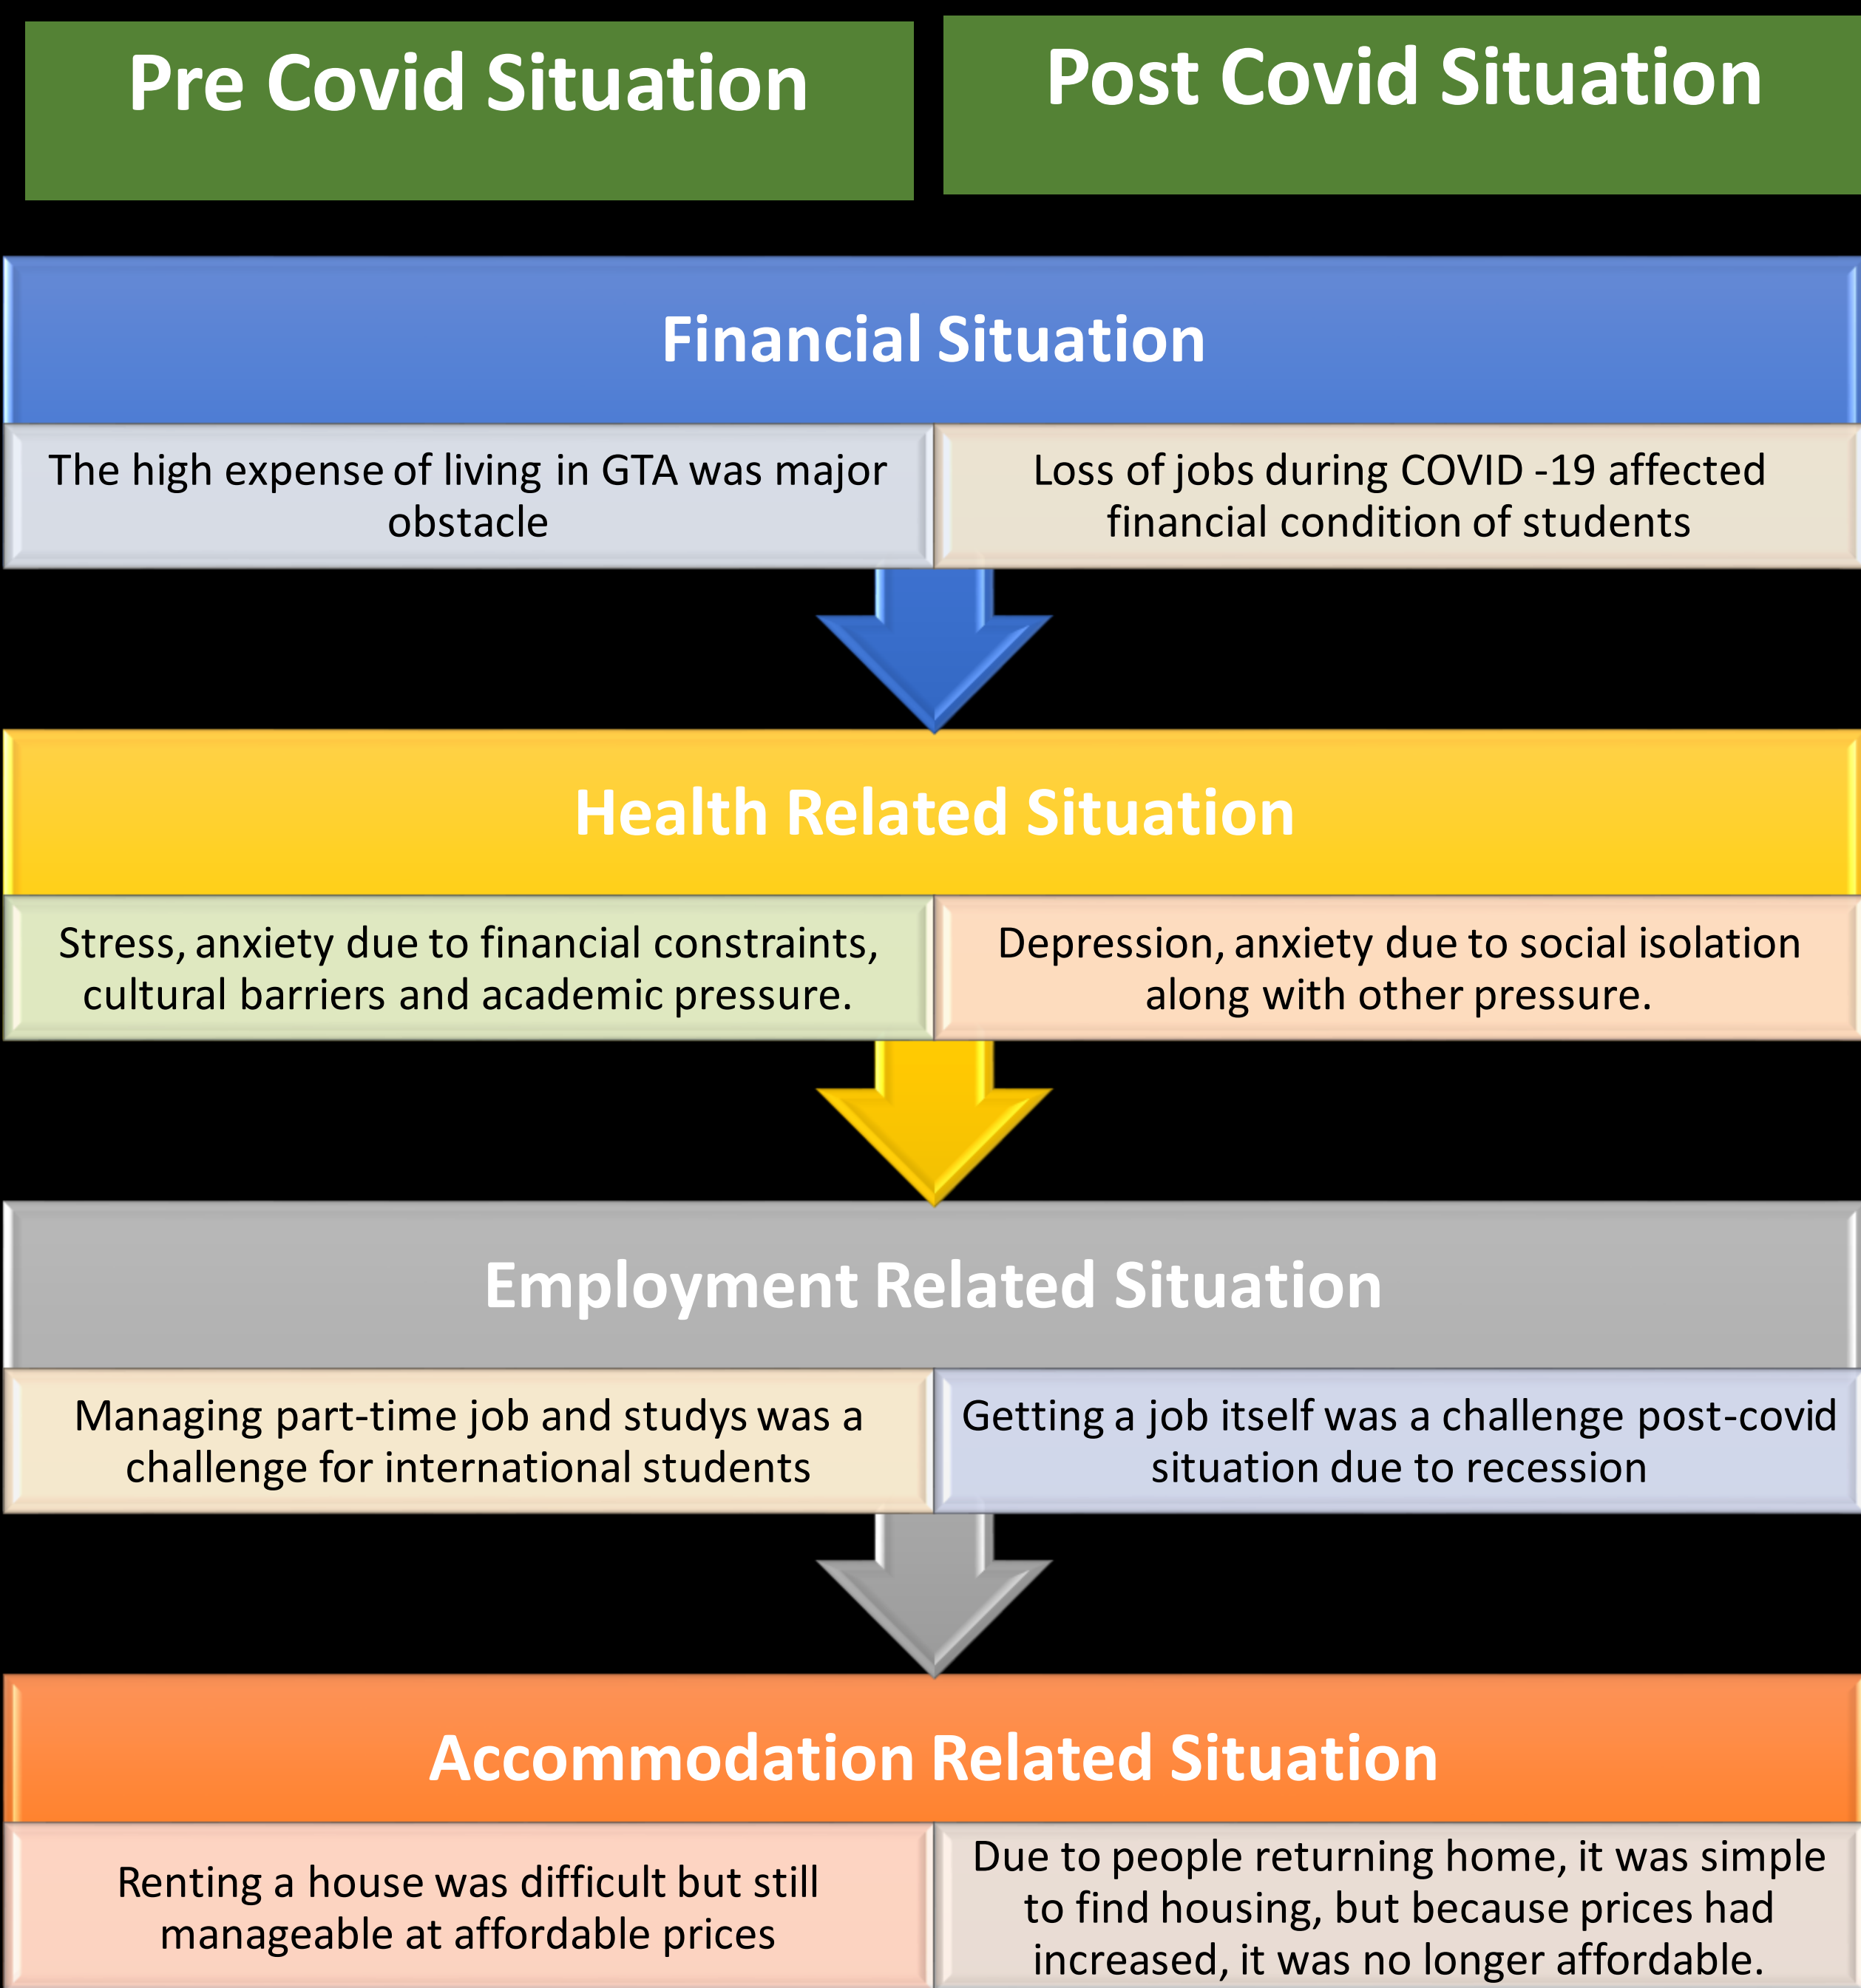 Pre Covid Situation
Post Covid Situation
Financial Situation
The high expense of living in GTA was major
obstacle
Loss of jobs during COVID -19 affected
financial condition of students
Health Related Situation
Stress, anxiety due to financial constraints,
cultural barriers and academic pressure.
Depression, anxiety due to social isolation
along with other pressure.
Employment Related Situation
Managing part-time job and studys was a
challenge for international students
Getting a job itself was a challenge post-covid
situation due to recession
Accommodation Related Situation
Renting a house was difficult but still
manageable at affordable prices
Due to people returning home, it was simple
to find housing, but because prices had
increased, it was no longer affordable.